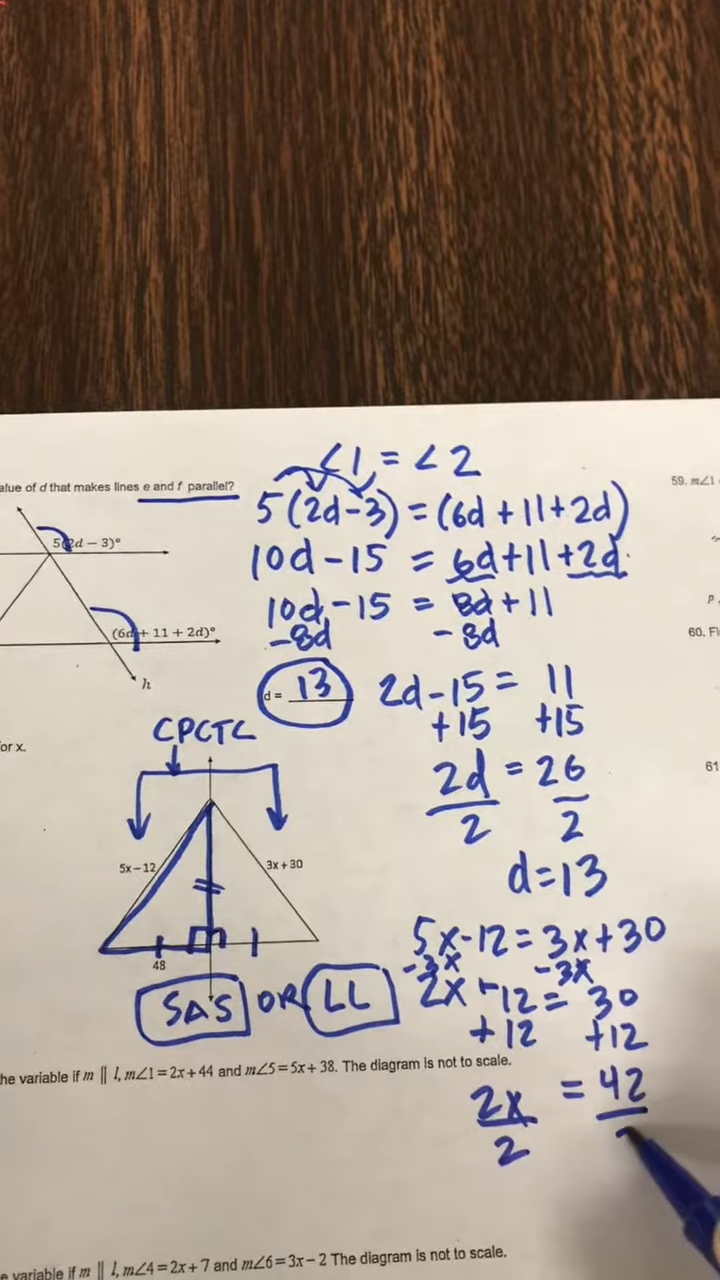 ∠1 = ∠2
alue of d that makes lines e and f parallel?
59. m∠1
5(2d − 3)°
5(2d−3) = (6d+11+2d)
10d−15 = 6d+11+2d
(6d + 11 + 2d)°
10d−15 = 8d+11
−8d −8d
p
60. Fi
h
d = 13
2d−15 = 11
+15 +15
CPCTC
or x.
2d = 26
2 2
61
d=13
5x − 12
3x + 30
5x−12=3x+30
−3x −3x
48
2x −12= 30
SAS OR LL
+12 +12
he variable if m ∥ l, m∠1 = 2x + 44 and m∠5 = 5x + 38. The diagram is not to scale.
2x = 42
2
e variable if m ∥ l, m∠4 = 2x + 7 and m∠6 = 3x − 2 The diagram is not to scale.